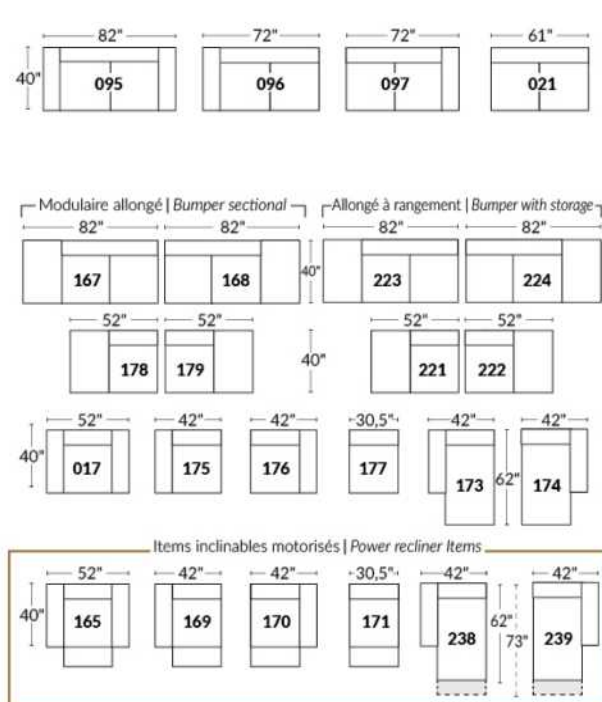 82" 72" 72" 61"
40" 095 096 097 021
Modulaire allongé | Bumper sectional Allongé à rangement | Bumper with storage
82" 82" 82" 82"
167 168 40" 223 224
52" 52" 52" 52"
178 179 40" 221 222
52" 42" 42" 30,5" 42" 42"
40" 017 175 176 177 173 62" 174
Items inclinables motorisés | Power recliner Items
52" 42" 42" 30,5" 42" 42"
40" 165 169 170 171 238 62" 73" 239